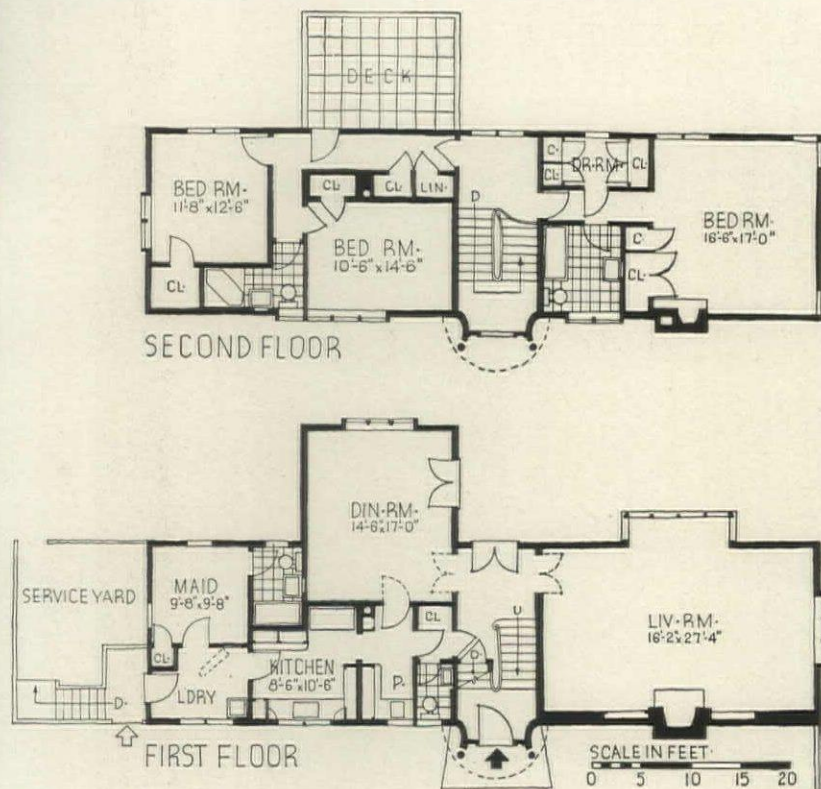 DECK
C.
DR·RM·
CL.
CL.
BED RM·
11'-8"x12'-6"
CL.
CL.
LIN.
D
BED RM·
16'-6"x17'-0"
BED RM·
10'-6"x14'-6"
C.
CL.
CL.
SECOND FLOOR
DIN·RM·
14'-6"x17'-0"
SERVICE YARD
MAID
9'-8"x9'-8"
CL.
U
LIV·RM·
16'-2"x27'-4"
CL.
KITCHEN
8'-6"x10'-6"
D
P.
LDRY
D.
FIRST FLOOR
SCALE IN FEET·
0 5 10 15 20